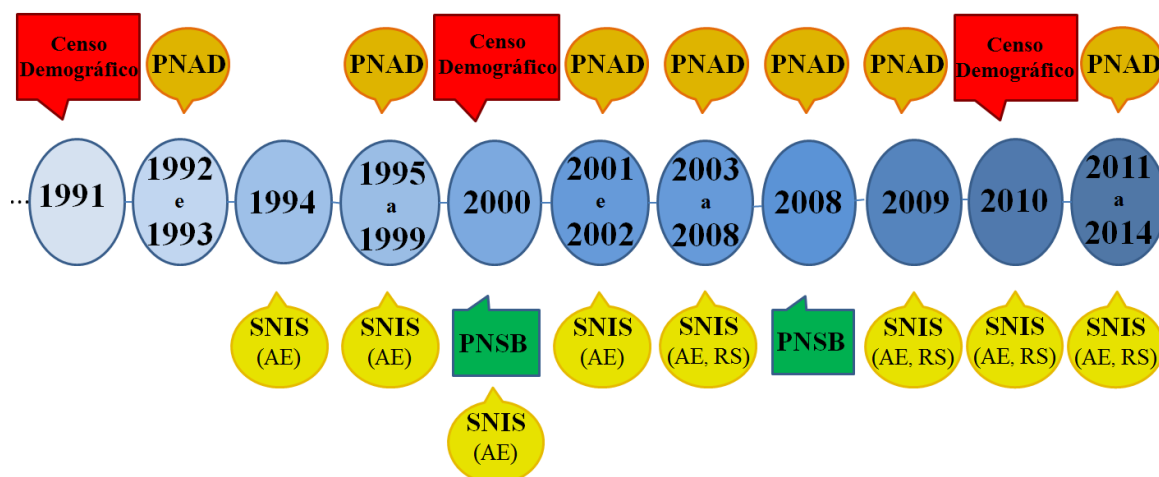 Censo
Demográfico
PNAD
PNAD
Censo
Demográfico
PNAD
PNAD
PNAD
PNAD
Censo
Demográfico
PNAD
...
1991
1992
e
1993
1994
1995
a
1999
2000
2001
e
2002
2003
a
2008
2008
2009
2010
2011
a
2014
SNIS
(AE)
SNIS
(AE)
PNSB
SNIS
(AE)
SNIS
(AE)
SNIS
(AE, RS)
PNSB
SNIS
(AE, RS)
SNIS
(AE, RS)
SNIS
(AE, RS)